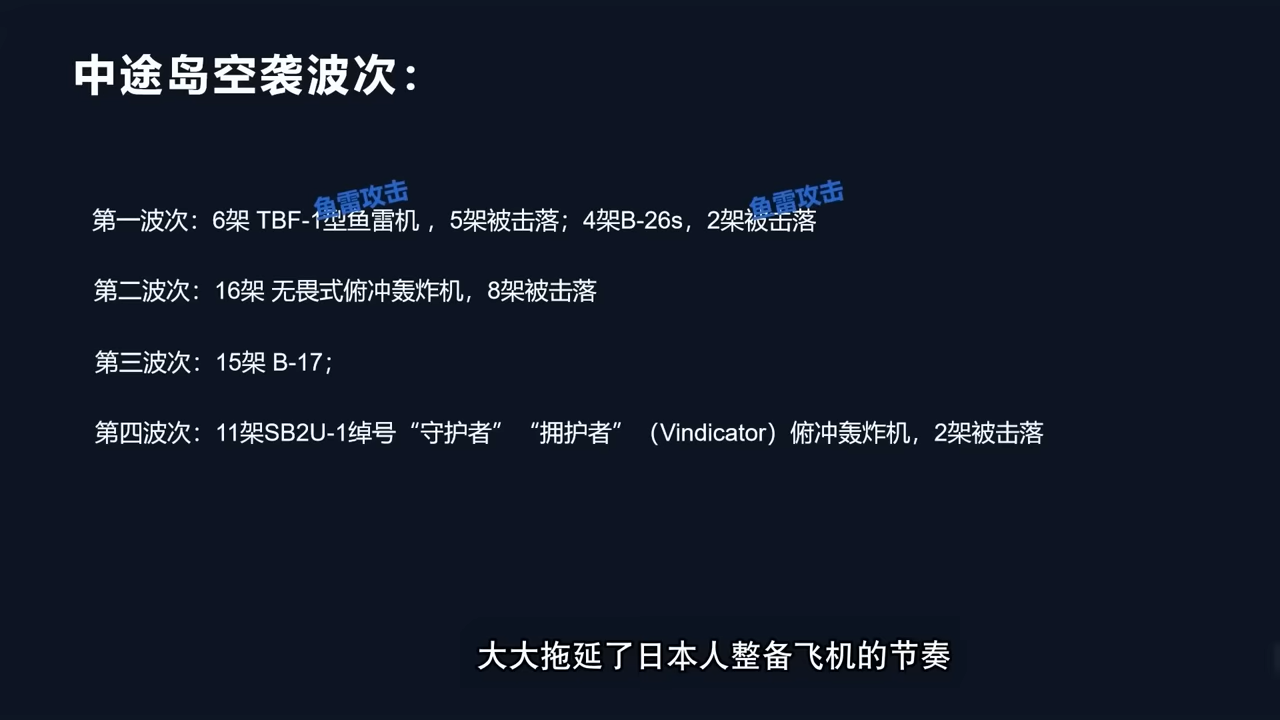 中途岛空袭波次：
鱼雷攻击 鱼雷攻击
第一波次：6架 TBF-1型鱼雷机 ，5架被击落；4架B-26s，2架被击落
第二波次：16架 无畏式俯冲轰炸机，8架被击落
第三波次：15架 B-17；
第四波次：11架SB2U-1绰号“守护者” “拥护者” （Vindicator）俯冲轰炸机，2架被击落
大大拖延了日本人整备飞机的节奏